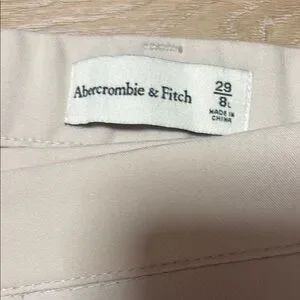 Abercrombie & Fitch
29
8L
MADE IN
CHINA